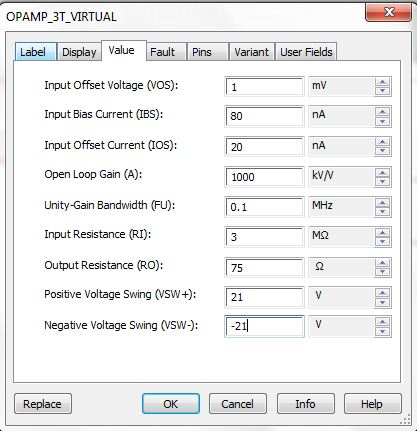 OPAMP_3T_VIRTUAL
Label Display Value Fault Pins Variant User Fields
Input Offset Voltage (VOS): 1 mV
Input Bias Current (IBS): 80 nA
Input Offset Current (IOS): 20 nA
Open Loop Gain (A): 1000 kV/V
Unity-Gain Bandwidth (FU): 0.1 MHz
Input Resistance (RI): 3 MΩ
Output Resistance (RO): 75 Ω
Positive Voltage Swing (VSW+): 21 V
Negative Voltage Swing (VSW-): -21 V
Replace OK Cancel Info Help